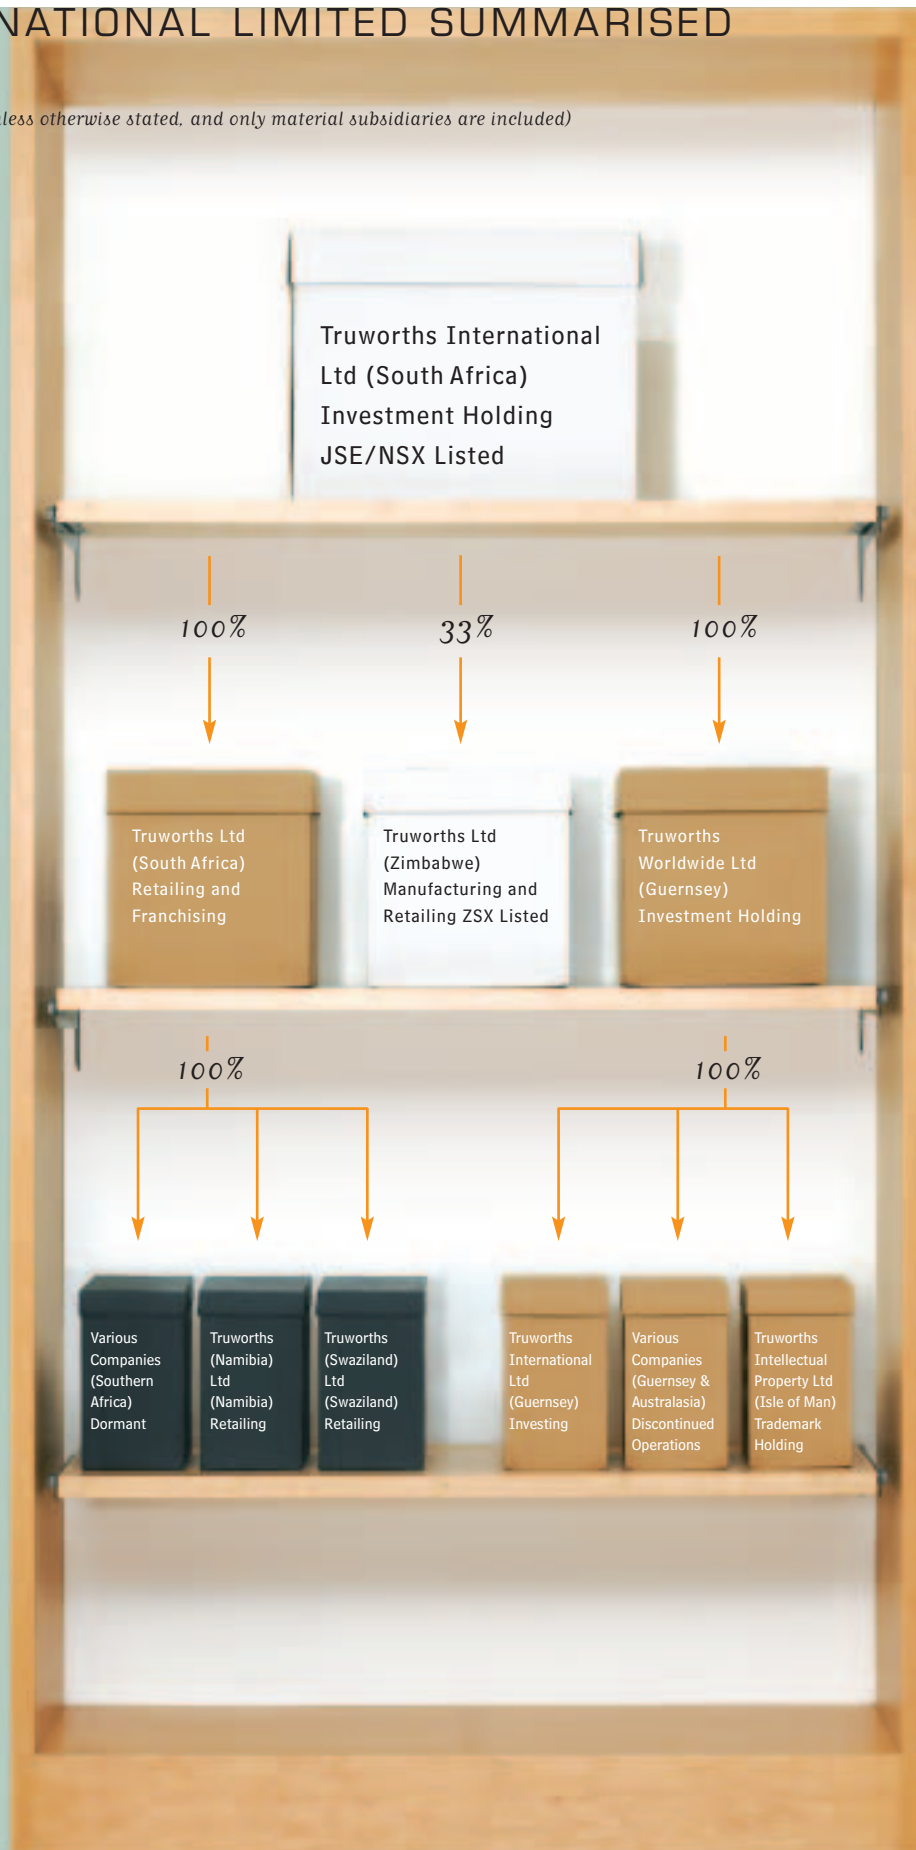 NATIONAL LIMITED SUMMARISED
less otherwise stated, and only material subsidiaries are included)
Truworths International
Ltd (South Africa)
Investment Holding
JSE/NSX Listed
100%
33%
100%
Truworths Ltd
(South Africa)
Retailing and
Franchising
Truworths Ltd
(Zimbabwe)
Manufacturing and
Retailing ZSX Listed
Truworths
Worldwide Ltd
(Guernsey)
Investment Holding
100%
100%
Various
Companies
(Southern
Africa)
Dormant
Truworths
(Namibia)
Ltd
(Namibia)
Retailing
Truworths
(Swaziland)
Ltd
(Swaziland)
Retailing
Truworths
International
Ltd
(Guernsey)
Investing
Various
Companies
(Guernsey &
Australasia)
Discontinued
Operations
Truworths
Intellectual
Property Ltd
(Isle of Man)
Trademark
Holding